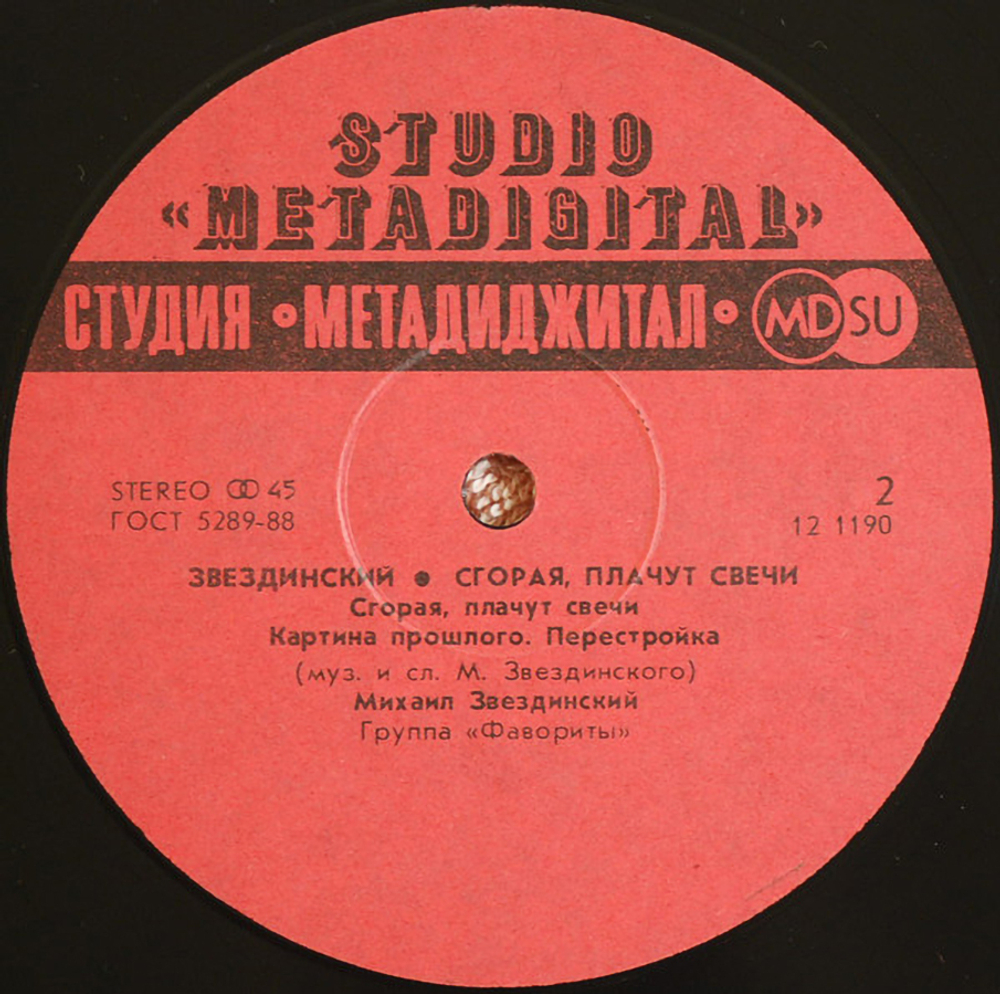 STUDIO
«METADIGITAL»
СТУДИЯ •МЕТАДИДЖИТАЛ• MD SU
STEREO Ꝏ 45
ГОСТ 5289-88
2
12 1190
ЗВЕЗДИНСКИЙ ● СГОРАЯ, ПЛАЧУТ СВЕЧИ
Сгорая, плачут свечи
Картина прошлого. Перестройка
(муз. и сл. М. Звездинского)
Михаил Звездинский
Группа «Фавориты»